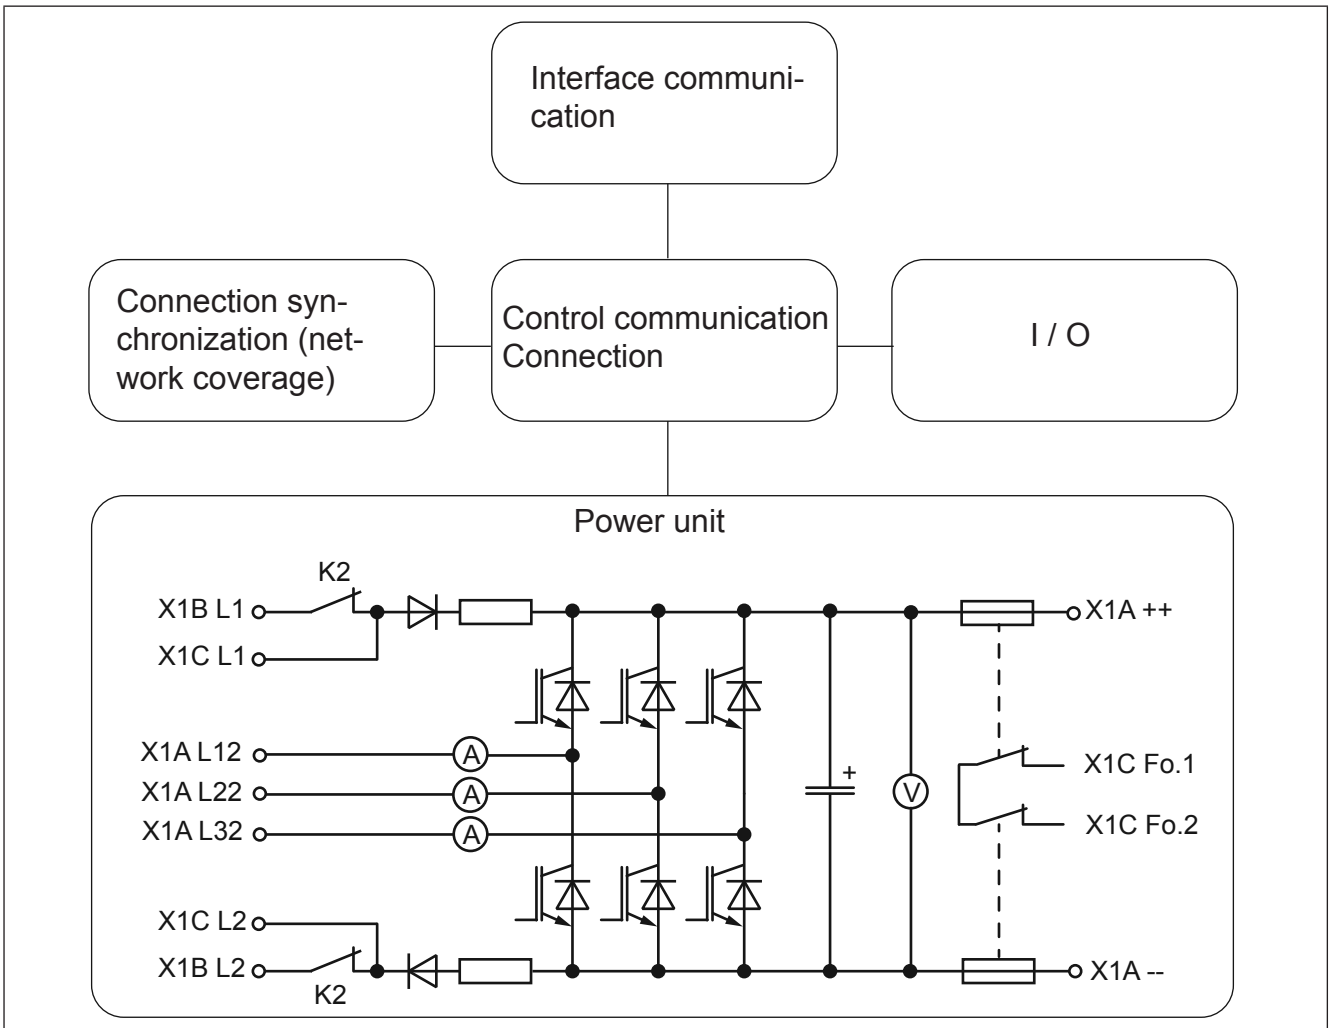 Interface communi-
cation
Connection syn-
chronization (net-
work coverage)
Control communication
Connection
I / O
Power unit
K2
X1B L1
X1C L1
X1A ++
X1A L12
A
X1A L22
A
X1A L32
A
+
V
X1C Fo.1
X1C Fo.2
X1C L2
X1B L2
K2
X1A --